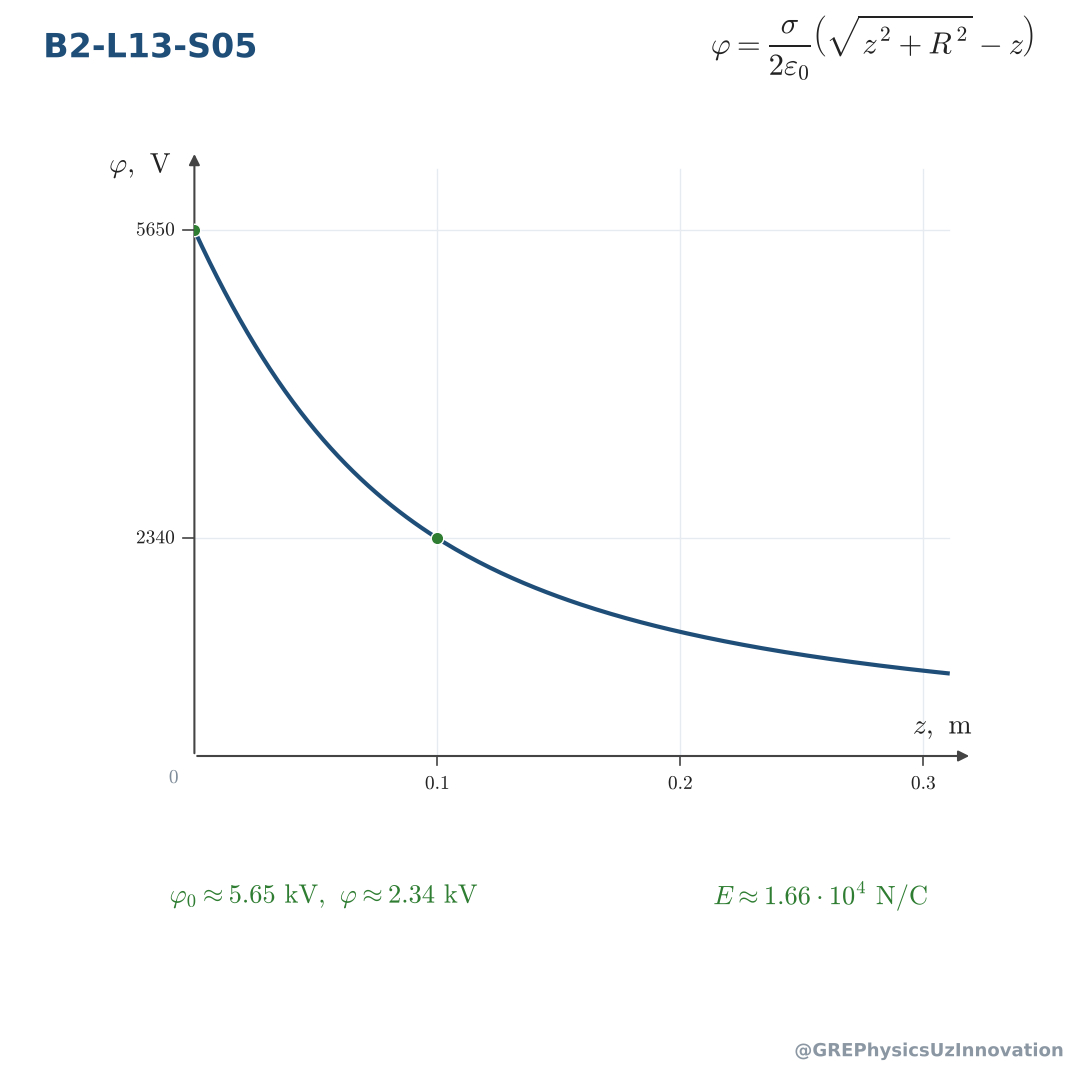 B2-L13-S05
φ = σ/2ε₀ (√z² + R² − z)
φ, V
5650
2340
z, m
0
0.1
0.2
0.3
φ₀ ≈ 5.65 kV, φ ≈ 2.34 kV
E ≈ 1.66 · 10⁴ N/C
@GREPhysicsUzInnovation